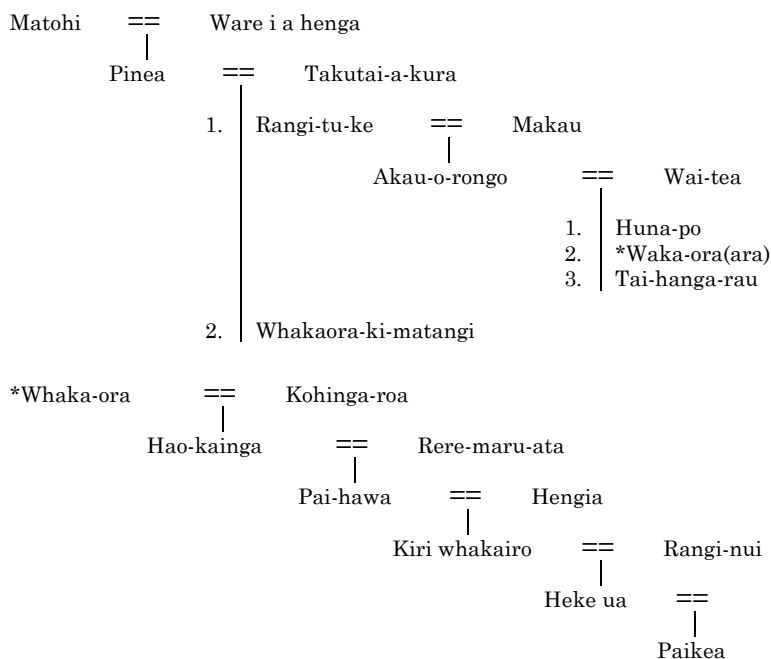 Matohi == Ware i a henga
Pinea == Takutai-a-kura
1. Rangi-tu-ke == Makau
Akau-o-rongo == Wai-tea
1. Huna-po
2. *Waka-ora(ara)
3. Tai-hanga-rau
2. Whakaora-ki-matangi
*Whaka-ora == Kohinga-roa
Hao-kainga == Rere-maru-ata
Pai-hawa == Hengia
Kiri whakairo == Rangi-nui
Heke ua ==
Paikea